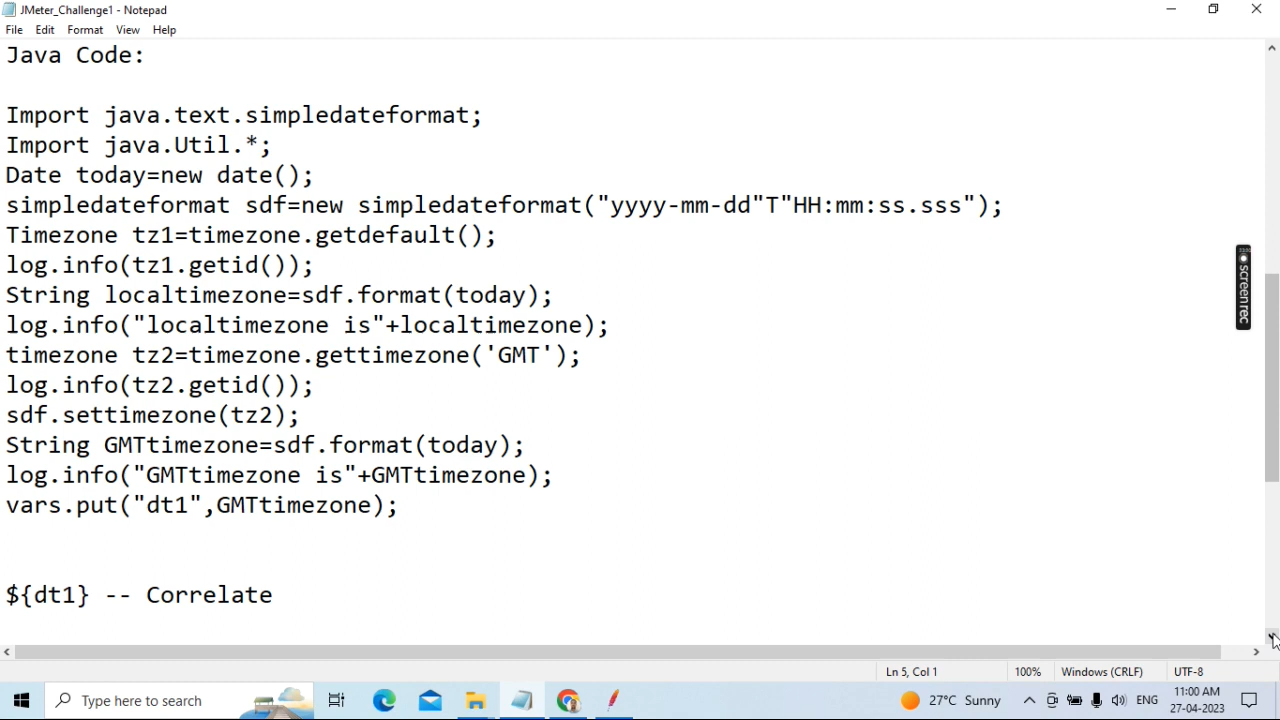 JMeter_Challenge1 - Notepad
File Edit Format View Help
Java Code:
Import java.text.simpledateformat;
Import java.Util.*;
Date today=new date();
simpledateformat sdf=new simpledateformat("yyyy-mm-dd"T"HH:mm:ss.sss");
Timezone tz1=timezone.getdefault();
log.info(tz1.getid());
String localtimezone=sdf.format(today);
log.info("localtimezone is"+localtimezone);
timezone tz2=timezone.gettimezone('GMT');
log.info(tz2.getid());
sdf.settimezone(tz2);
String GMTtimezone=sdf.format(today);
log.info("GMTtimezone is"+GMTtimezone);
vars.put("dt1",GMTtimezone);
${dt1} -- Correlate
screenrec
Ln 5, Col 1 100% Windows (CRLF) UTF-8
Type here to search
27°C Sunny
ENG
11:00 AM
27-04-2023